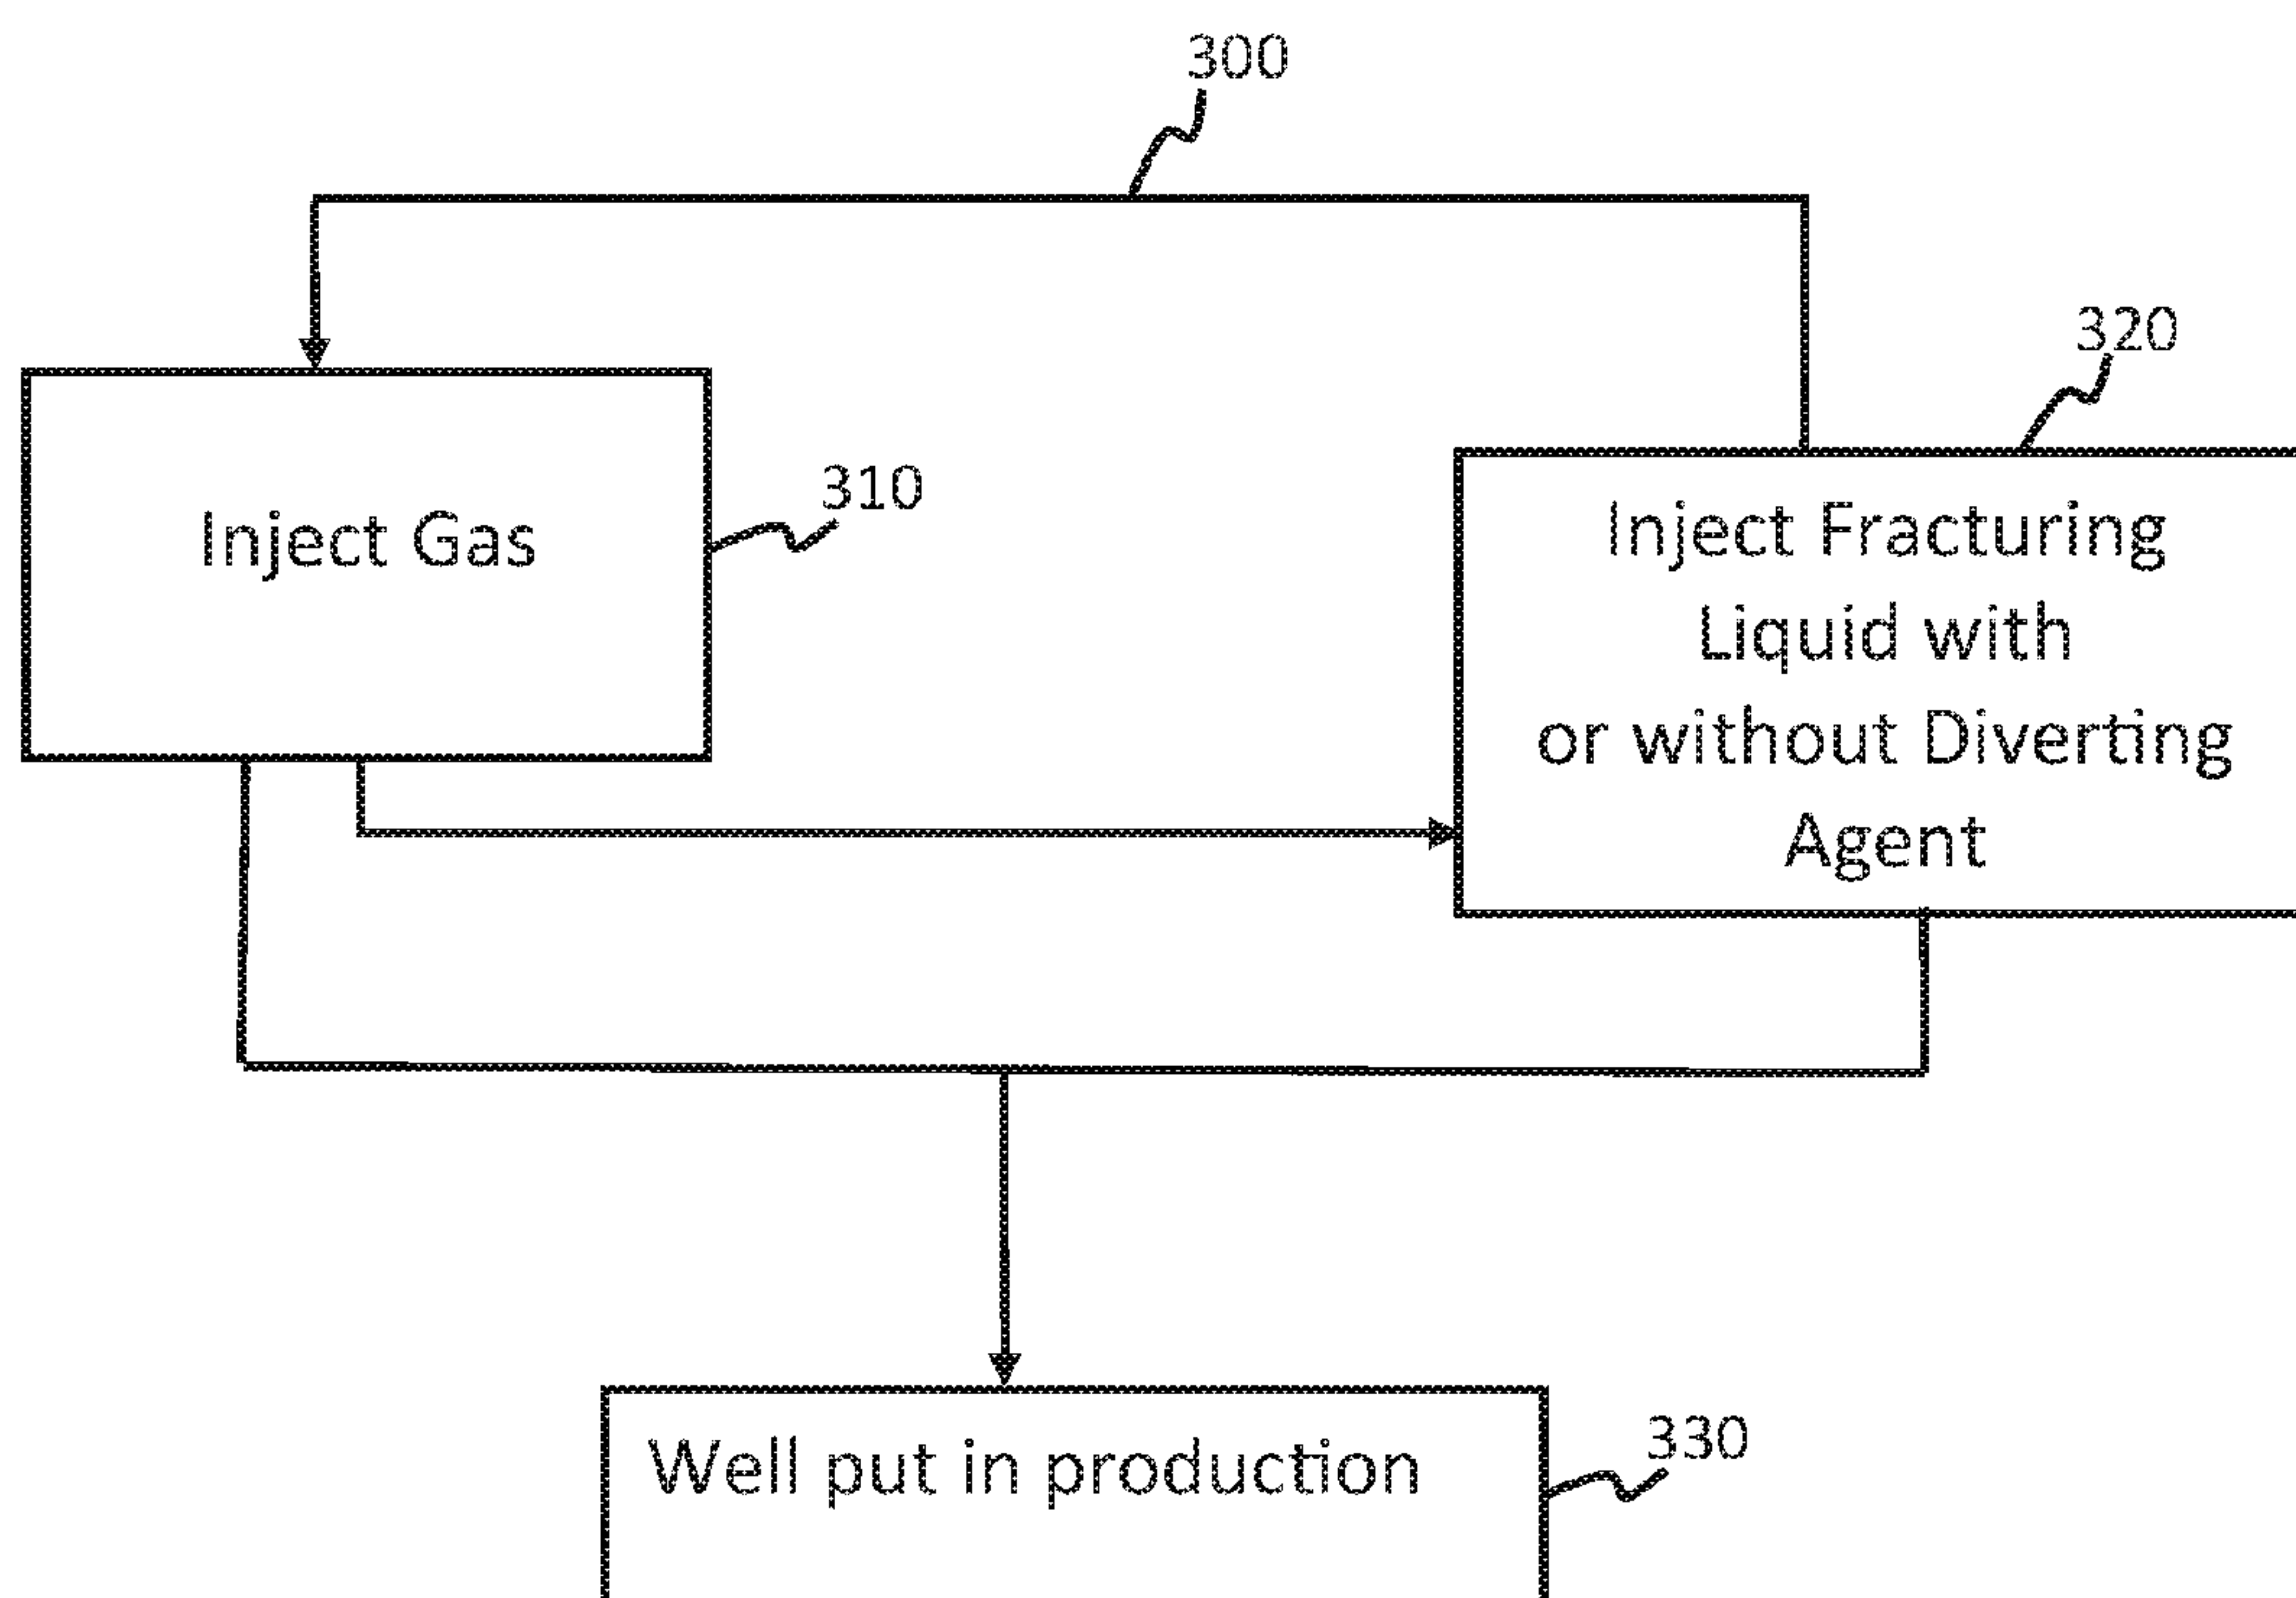 300
320
310
Inject Gas
Inject Fracturing
Liquid with
or without Diverting
Agent
330
Well put in production